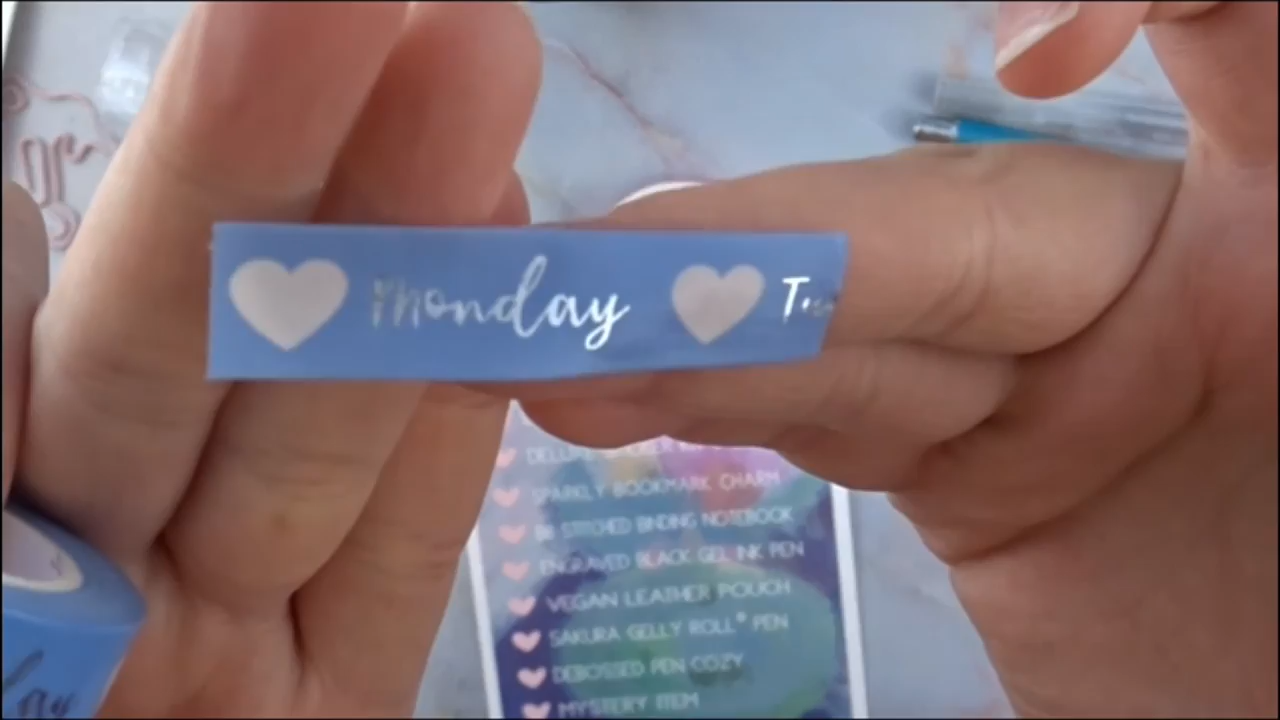 Monday
SPARKLY BOOKMARK CHARM
B6 STITCHED BINDING NOTEBOOK
ENGRAVED BLACK GEL INK PEN
VEGAN LEATHER POUCH
SAKURA GELLY ROLL® PEN
DEBOSSED PEN COZY
MYSTERY ITEM